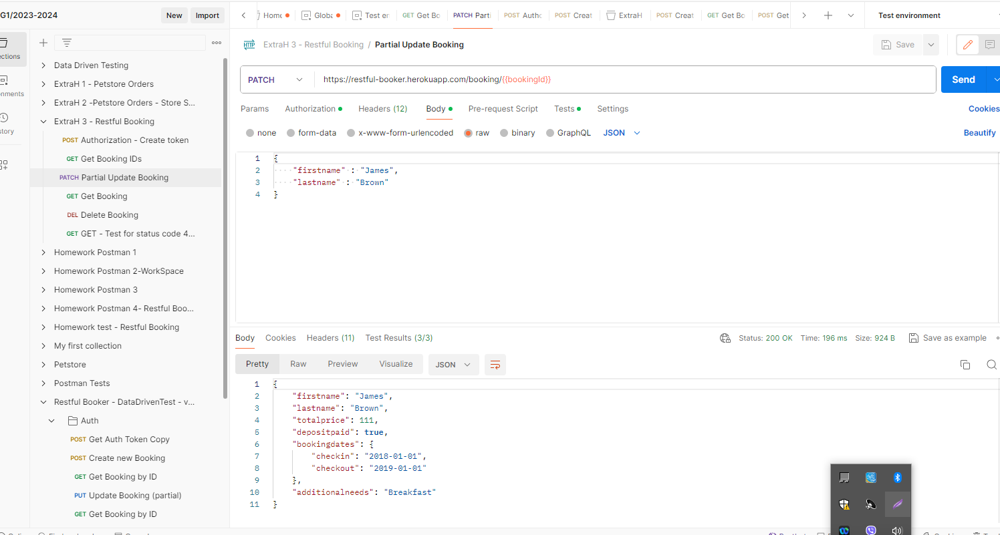 G1/2023-2024
New
Import
Home
Globa
Test en
GET Get Bo
PATCH Parti
POST Autho
POST Creat
ExtraH
POST Creat
GET Get Bo
POST Get
Test environment
ections
nments
story
Data Driven Testing
ExtraH 1 - Petstore Orders
ExtraH 2 -Petstore Orders - Store S...
ExtraH 3 - Restful Booking
POST Authorization - Create token
GET Get Booking IDs
PATCH Partial Update Booking
GET Get Booking
DEL Delete Booking
GET GET - Test for status code 4...
Homework Postman 1
Homework Postman 2-WorkSpace
Homework Postman 3
Homework Postman 4- Restful Boo...
Homework test - Restful Booking
My first collection
Petstore
Postman Tests
Restful Booker - DataDrivenTest - v...
Auth
POST Get Auth Token Copy
POST Create new Booking
GET Get Booking by ID
PUT Update Booking (partial)
GET Get Booking by ID
HTTP ExtraH 3 - Restful Booking / Partial Update Booking
Save
PATCH https://restful-booker.herokuapp.com/booking/{{bookingId}}
Send
Params Authorization Headers (12) Body Pre-request Script Tests Settings
Cookies
none form-data x-www-form-urlencoded raw binary GraphQL JSON
Beautify
1 {
2 "firstname" : "James",
3 "lastname" : "Brown"
4 }
Body Cookies Headers (11) Test Results (3/3)
Status: 200 OK Time: 196 ms Size: 924 B Save as example
Pretty Raw Preview Visualize JSON
1 {
2 "firstname": "James",
3 "lastname": "Brown",
4 "totalprice": 111,
5 "depositpaid": true,
6 "bookingdates": {
7 "checkin": "2018-01-01",
8 "checkout": "2019-01-01"
9 },
10 "additionalneeds": "Breakfast"
11 }